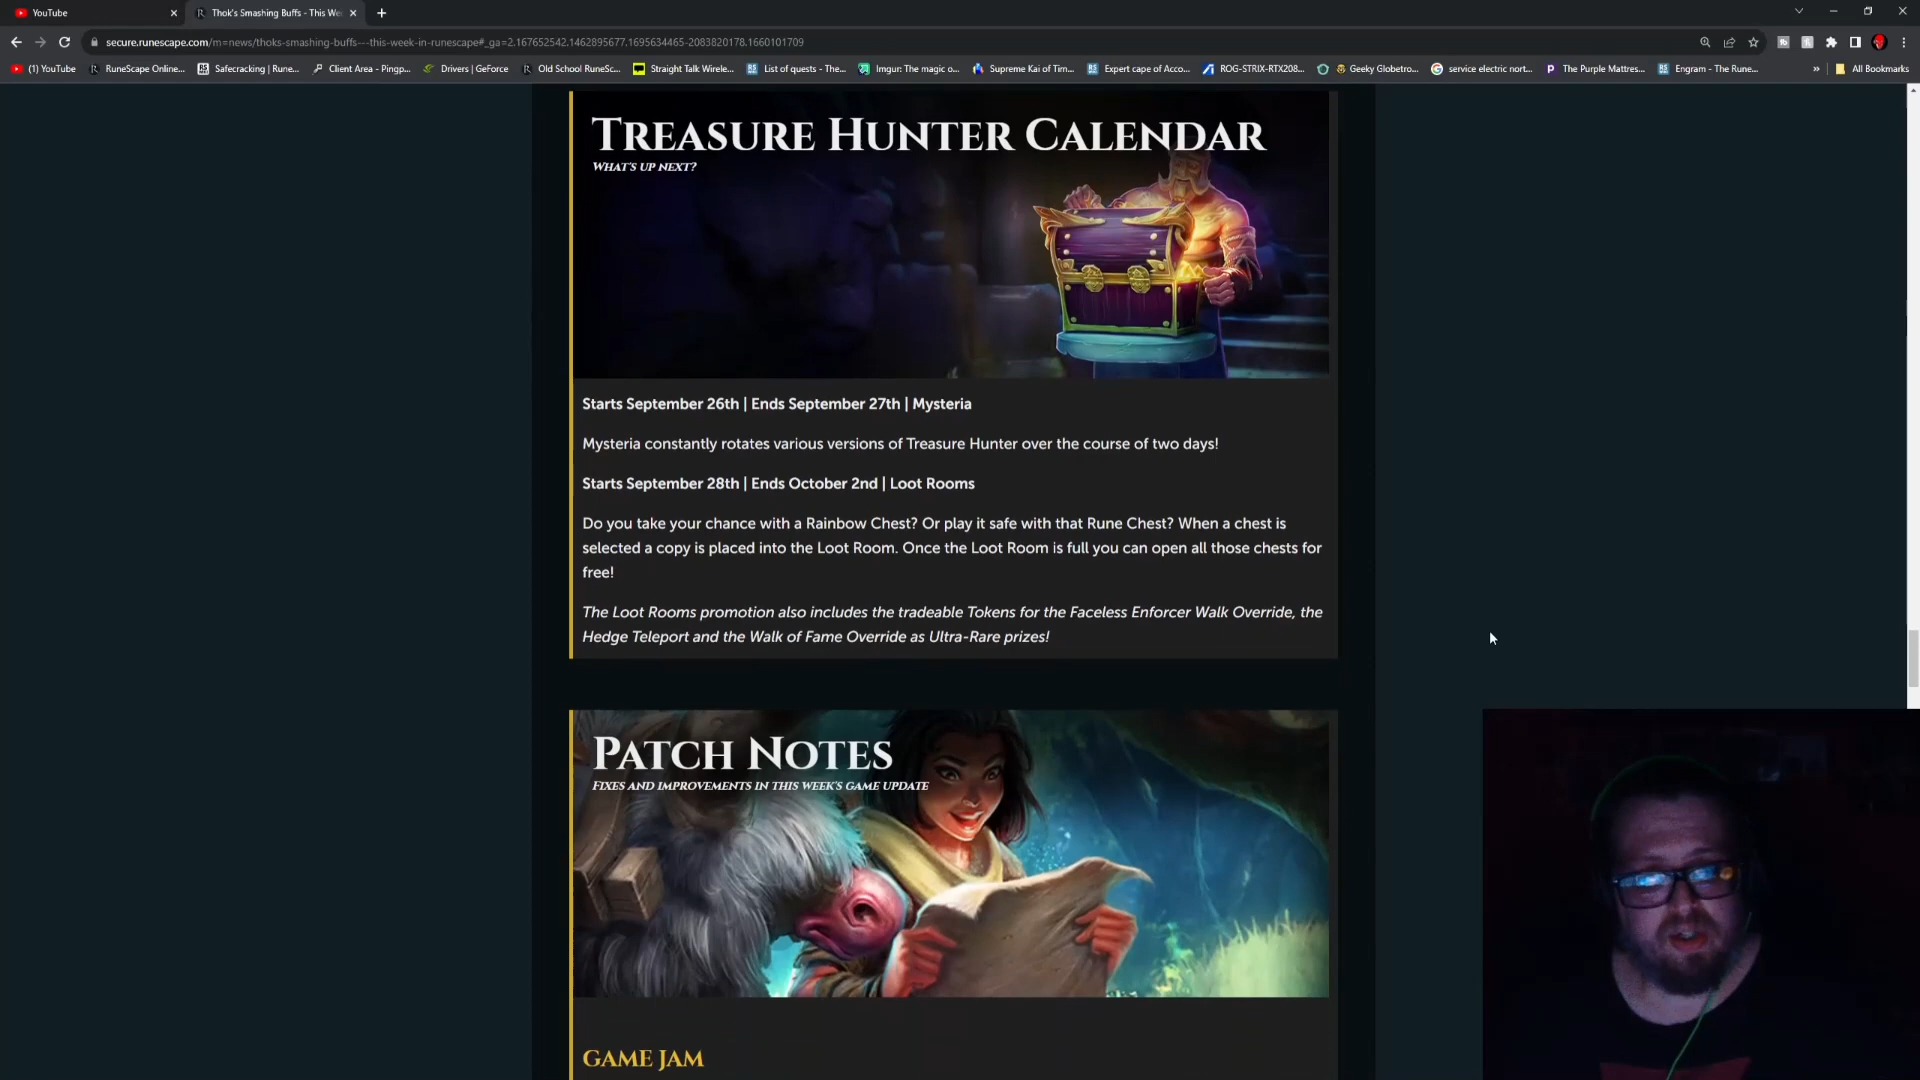 YouTube
Thok's Smashing Buffs - This We
secure.runescape.com/m=news/thoks-smashing-buffs---this-week-in-runescape#_ga=2.167652542.1462895677.1695634465-2083820178.1660101709
(1) YouTube
RuneScape Online...
Safecracking | Rune...
Client Area - Pingp...
Drivers | GeForce
Old School RuneSc...
Straight Talk Wirele...
List of quests - The...
Imgur: The magic o...
Supreme Kai of Tim...
Expert cape of Acco...
ROG-STRIX-RTX208...
Geeky Globetro...
service electric nort...
The Purple Mattres...
Engram - The Rune...
»
All Bookmarks
TREASURE HUNTER CALENDAR
WHAT'S UP NEXT?
Starts September 26th | Ends September 27th | Mysteria
Mysteria constantly rotates various versions of Treasure Hunter over the course of two days!
Starts September 28th | Ends October 2nd | Loot Rooms
Do you take your chance with a Rainbow Chest? Or play it safe with that Rune Chest? When a chest is
selected a copy is placed into the Loot Room. Once the Loot Room is full you can open all those chests for
free!
The Loot Rooms promotion also includes the tradeable Tokens for the Faceless Enforcer Walk Override, the
Hedge Teleport and the Walk of Fame Override as Ultra-Rare prizes!
PATCH NOTES
FIXES AND IMPROVEMENTS IN THIS WEEK'S GAME UPDATE
GAME JAM